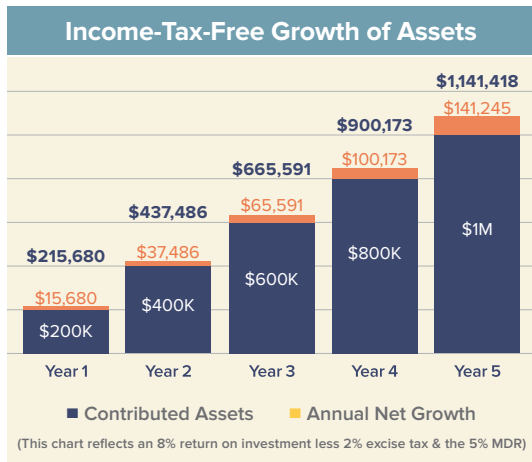 Income-Tax-Free Growth of Assets
$1,141,418
$141,245
$900,173
$100,173
$665,591
$65,591
$437,486
$37,486
$215,680
$15,680
$200K
$400K
$600K
$800K
$1M
Year 1 Year 2 Year 3 Year 4 Year 5
Contributed Assets Annual Net Growth
(This chart reflects an 8% return on investment less 2% excise tax & the 5% MDR)